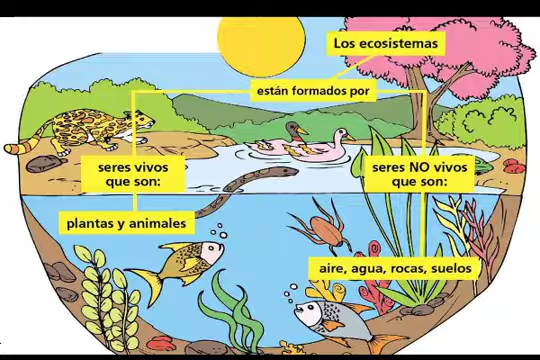 Los ecosistemas
están formados por
seres vivos
que son:
seres NO vivos
que son:
plantas y animales
aire, agua, rocas, suelos